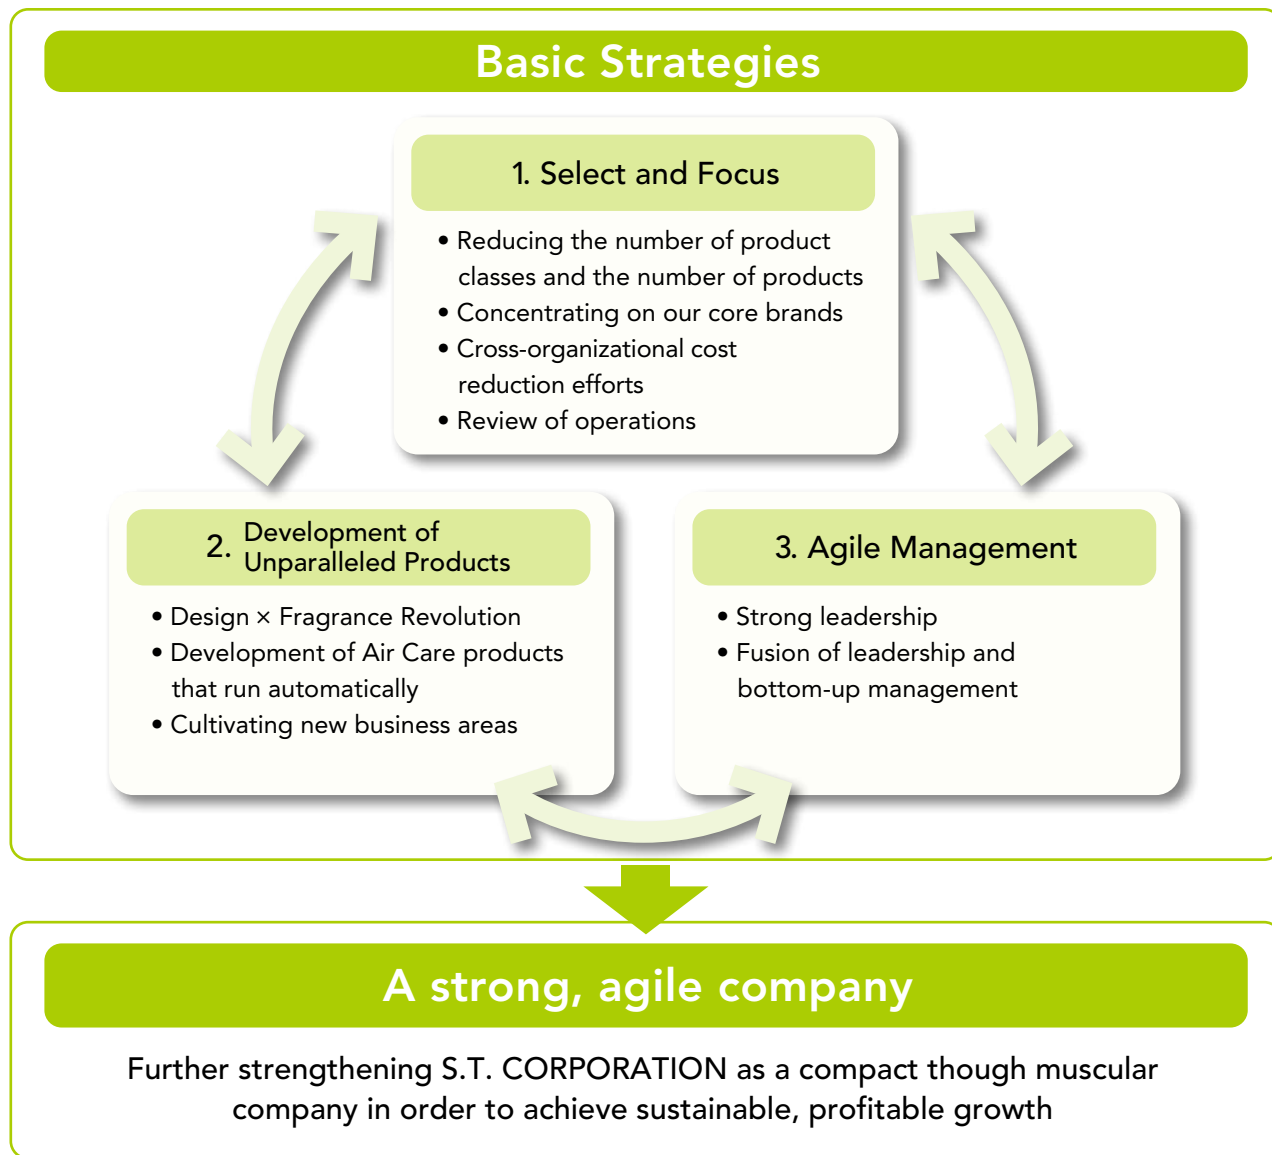 Basic Strategies
1. Select and Focus
• Reducing the number of product
classes and the number of products
• Concentrating on our core brands
• Cross-organizational cost
reduction efforts
• Review of operations
2. Development of
Unparalleled Products
• Design × Fragrance Revolution
• Development of Air Care products
that run automatically
• Cultivating new business areas
3. Agile Management
• Strong leadership
• Fusion of leadership and
bottom-up management
A strong, agile company
Further strengthening S.T. CORPORATION as a compact though muscular
company in order to achieve sustainable, profitable growth